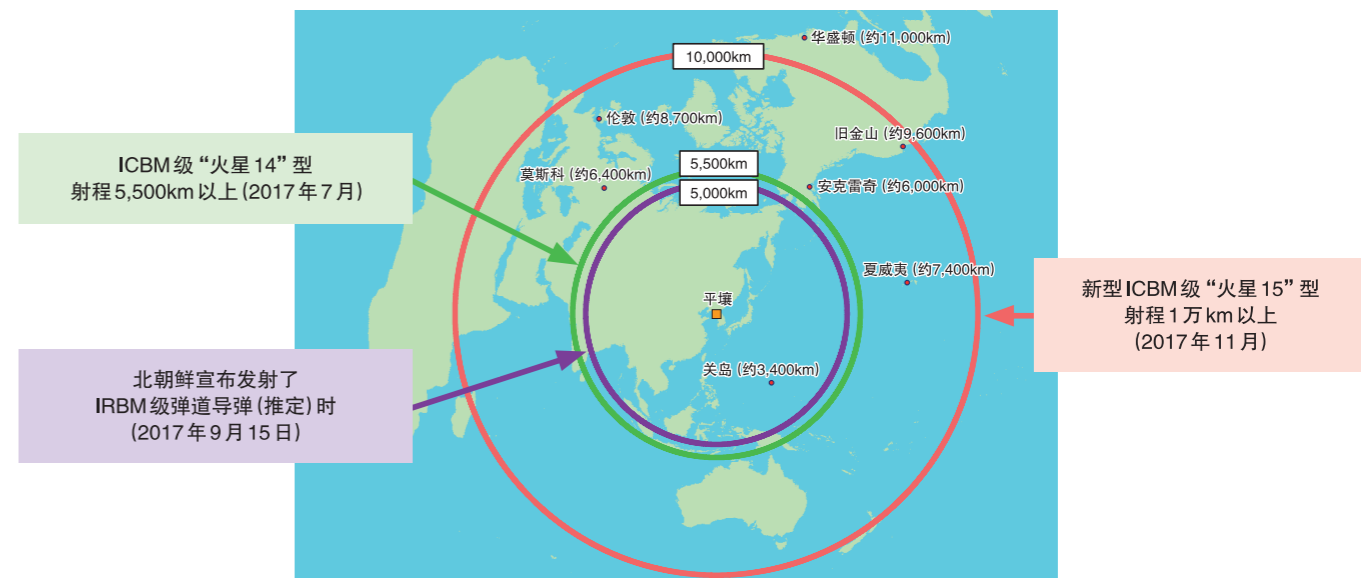 华盛顿 (约11,000km)
10,000km
伦敦 (约8,700km)
旧金山 (约9,600km)
ICBM级“火星14”型
射程5,500km以上(2017年7月)
5,500km
莫斯科 (约6,400km)
5,000km
安克雷奇 (约6,000km)
夏威夷 (约7,400km)
平壤
新型ICBM级“火星15”型
射程1万km以上
(2017年11月)
关岛 (约3,400km)
北朝鲜宣布发射了
IRBM级弹道导弹(推定)时
(2017年9月15日)